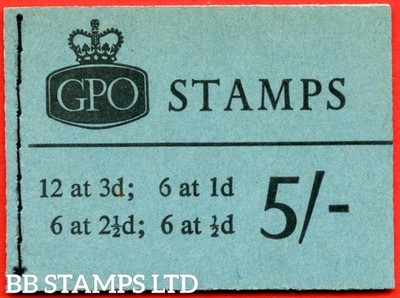 GPO STAMPS
12 at 3d; 6 at 1d
6 at 2½d; 6 at ½d 5/-
BB STAMPS LTD